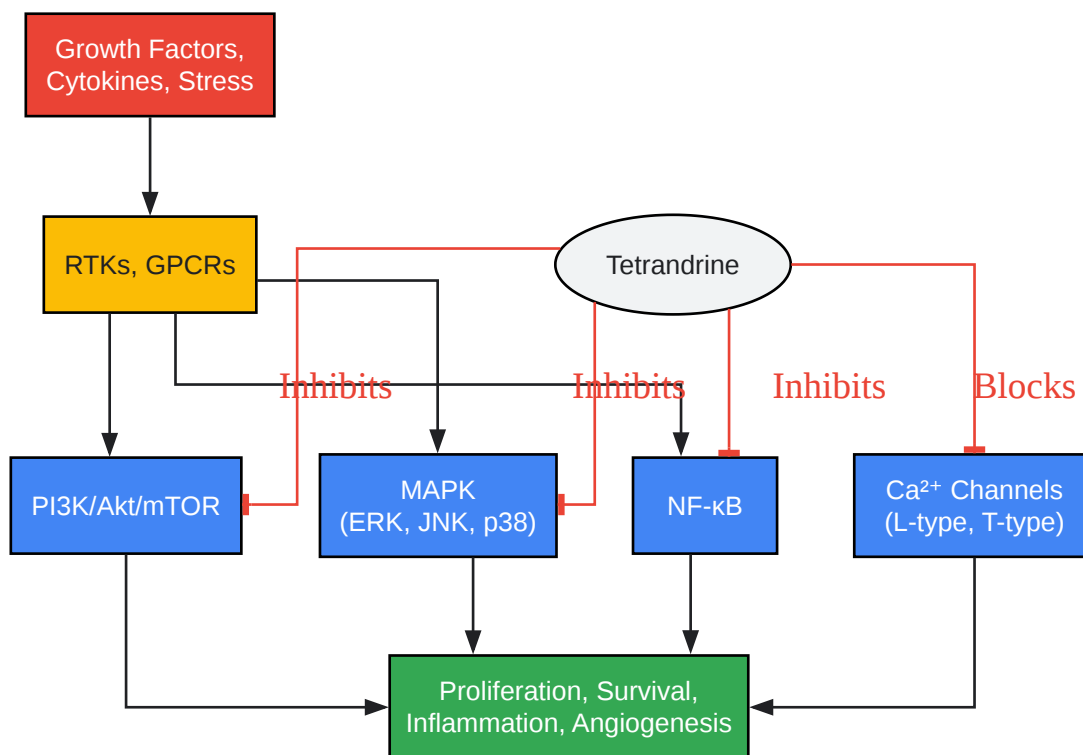 Growth Factors,
Cytokines, Stress
RTKs, GPCRs
Tetrandrine
Inhibits
Inhibits
Inhibits
Blocks
PI3K/Akt/mTOR
MAPK
(ERK, JNK, p38)
NF-κB
Ca²⁺ Channels
(L-type, T-type)
Proliferation, Survival,
Inflammation, Angiogenesis